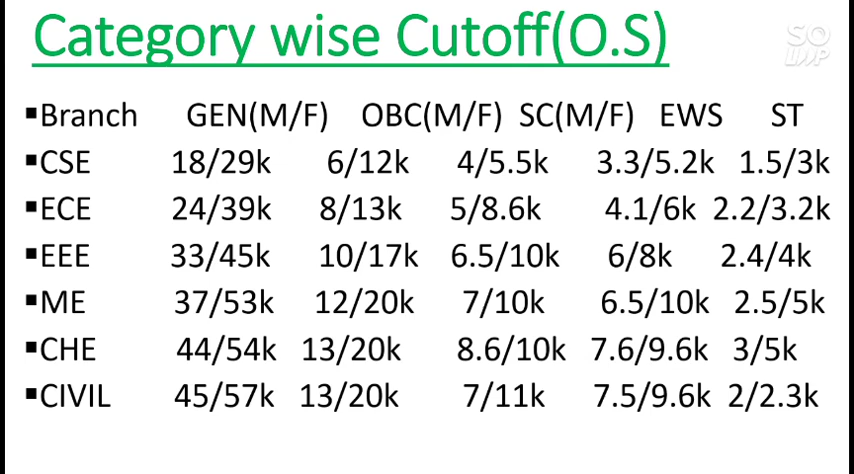 Category wise Cutoff(O.S)
SO
LOOP
▪Branch GEN(M/F) OBC(M/F) SC(M/F) EWS ST
▪CSE 18/29k 6/12k 4/5.5k 3.3/5.2k 1.5/3k
▪ECE 24/39k 8/13k 5/8.6k 4.1/6k 2.2/3.2k
▪EEE 33/45k 10/17k 6.5/10k 6/8k 2.4/4k
▪ME 37/53k 12/20k 7/10k 6.5/10k 2.5/5k
▪CHE 44/54k 13/20k 8.6/10k 7.6/9.6k 3/5k
▪CIVIL 45/57k 13/20k 7/11k 7.5/9.6k 2/2.3k